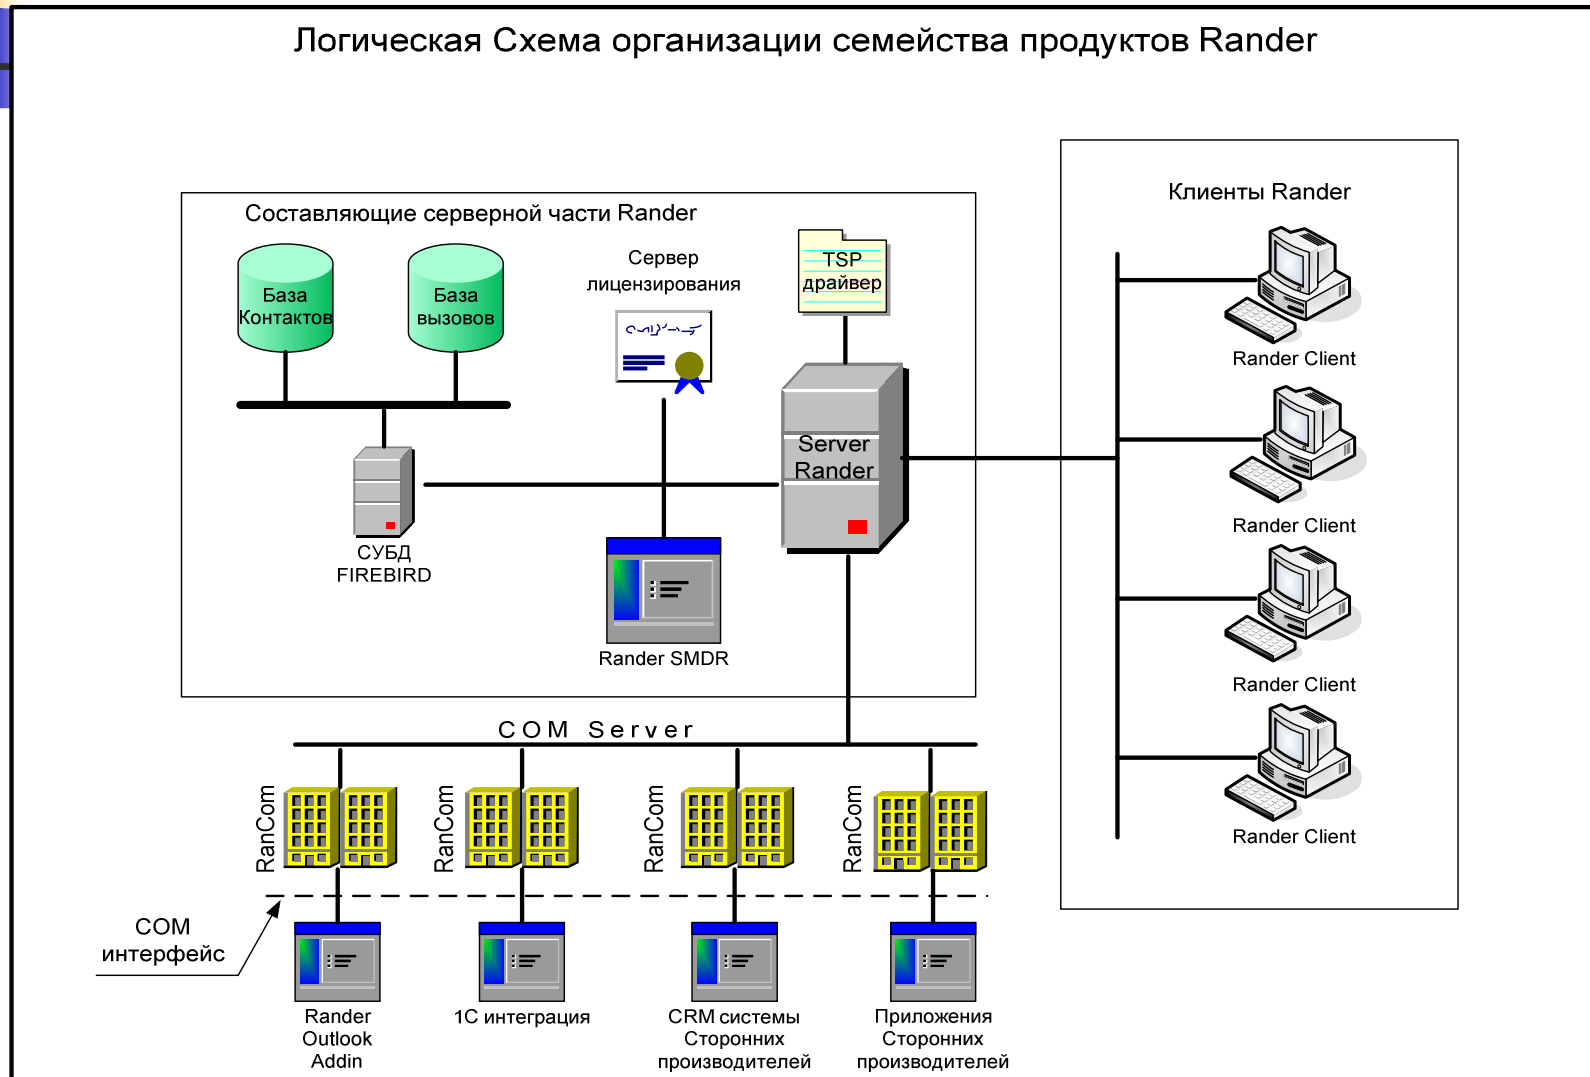 Логическая Схема организации семейства продуктов Rander
Составляющие серверной части Rander
База
Контактов
База
вызовов
Сервер
лицензирования
TSP
драйвер
Server
Rander
СУБД
FIREBIRD
Rander SMDR
Клиенты Rander
Rander Client
Rander Client
Rander Client
Rander Client
COM Server
RanCom
RanCom
RanCom
RanCom
COM
интерфейс
Rander
Outlook
Addin
1С интеграция
CRM системы
Сторонних
производителей
Приложения
Сторонних
производителей